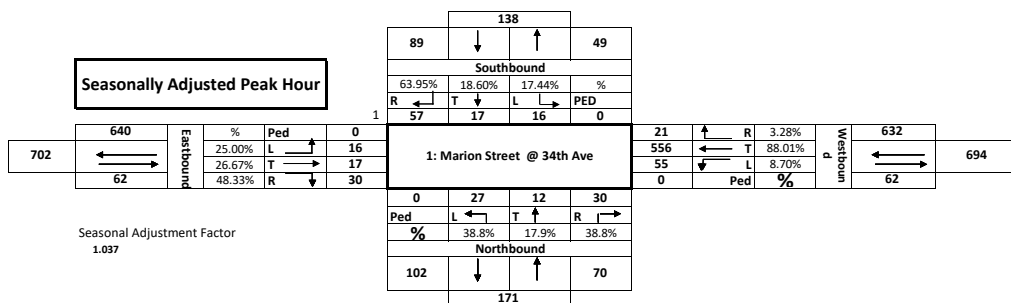 138
89 49
Southbound
Seasonally Adjusted Peak Hour
63.95% 18.60% 17.44% %
R T L PED
1 57 17 16 0
640 Eastbound % Ped 0
25.00% L 16
702 26.67% T 17
62 48.33% R 30
1: Marion Street @ 34th Ave
21 R 3.28% Westboun
d 632
556 T 88.01%
55 L 8.70% 694
0 Ped % 62
0 27 12 30
Ped L T R
% 38.8% 17.9% 38.8%
Northbound
Seasonal Adjustment Factor
1.037
102 70
171